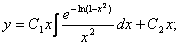 y = C₁x∫ e^{-ln(1-x²)}/x² dx + C₂x,